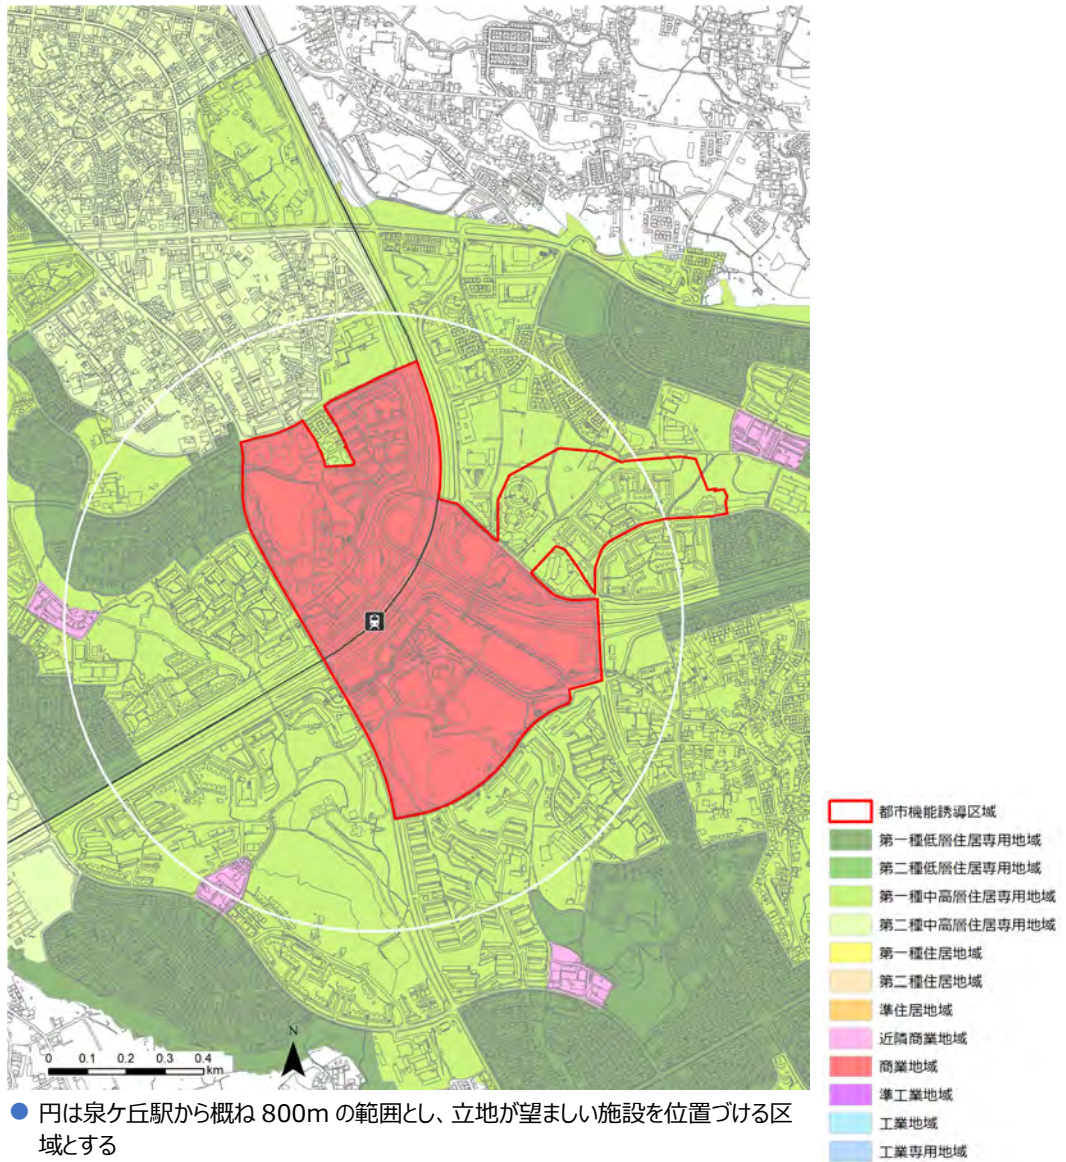 N
0 0.1 0.2 0.3 0.4
km
都市機能誘導区域
第一種低層住居専用地域
第二種低層住居専用地域
第一種中高層住居専用地域
第二種中高層住居専用地域
第一種住居地域
第二種住居地域
準住居地域
近隣商業地域
商業地域
準工業地域
工業地域
工業専用地域
● 円は泉ケ丘駅から概ね 800m の範囲とし、立地が望ましい施設を位置づける区
域とする